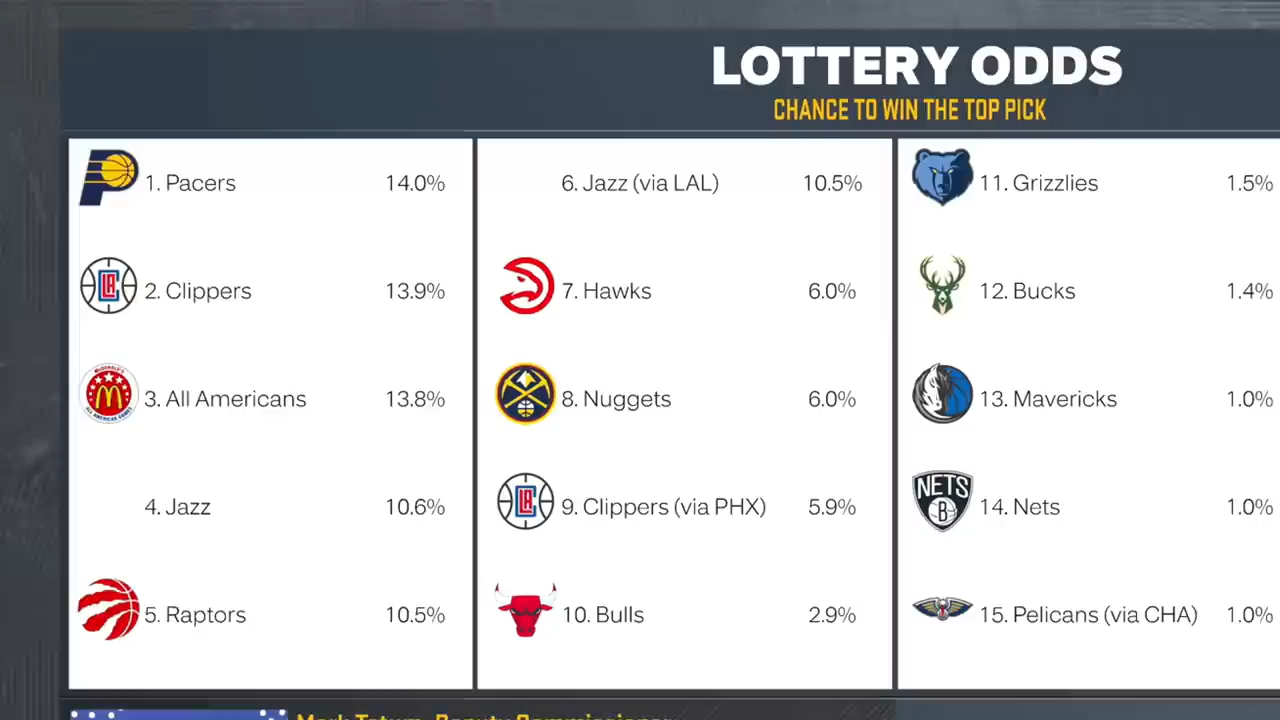 LOTTERY ODDS
CHANCE TO WIN THE TOP PICK
1. Pacers 14.0%
2. Clippers 13.9%
3. All Americans 13.8%
4. Jazz 10.6%
5. Raptors 10.5%
6. Jazz (via LAL) 10.5%
7. Hawks 6.0%
8. Nuggets 6.0%
9. Clippers (via PHX) 5.9%
10. Bulls 2.9%
11. Grizzlies 1.5%
12. Bucks 1.4%
13. Mavericks 1.0%
NETS
B
14. Nets 1.0%
15. Pelicans (via CHA) 1.0%
Mark Tatum, Deputy Commissioner